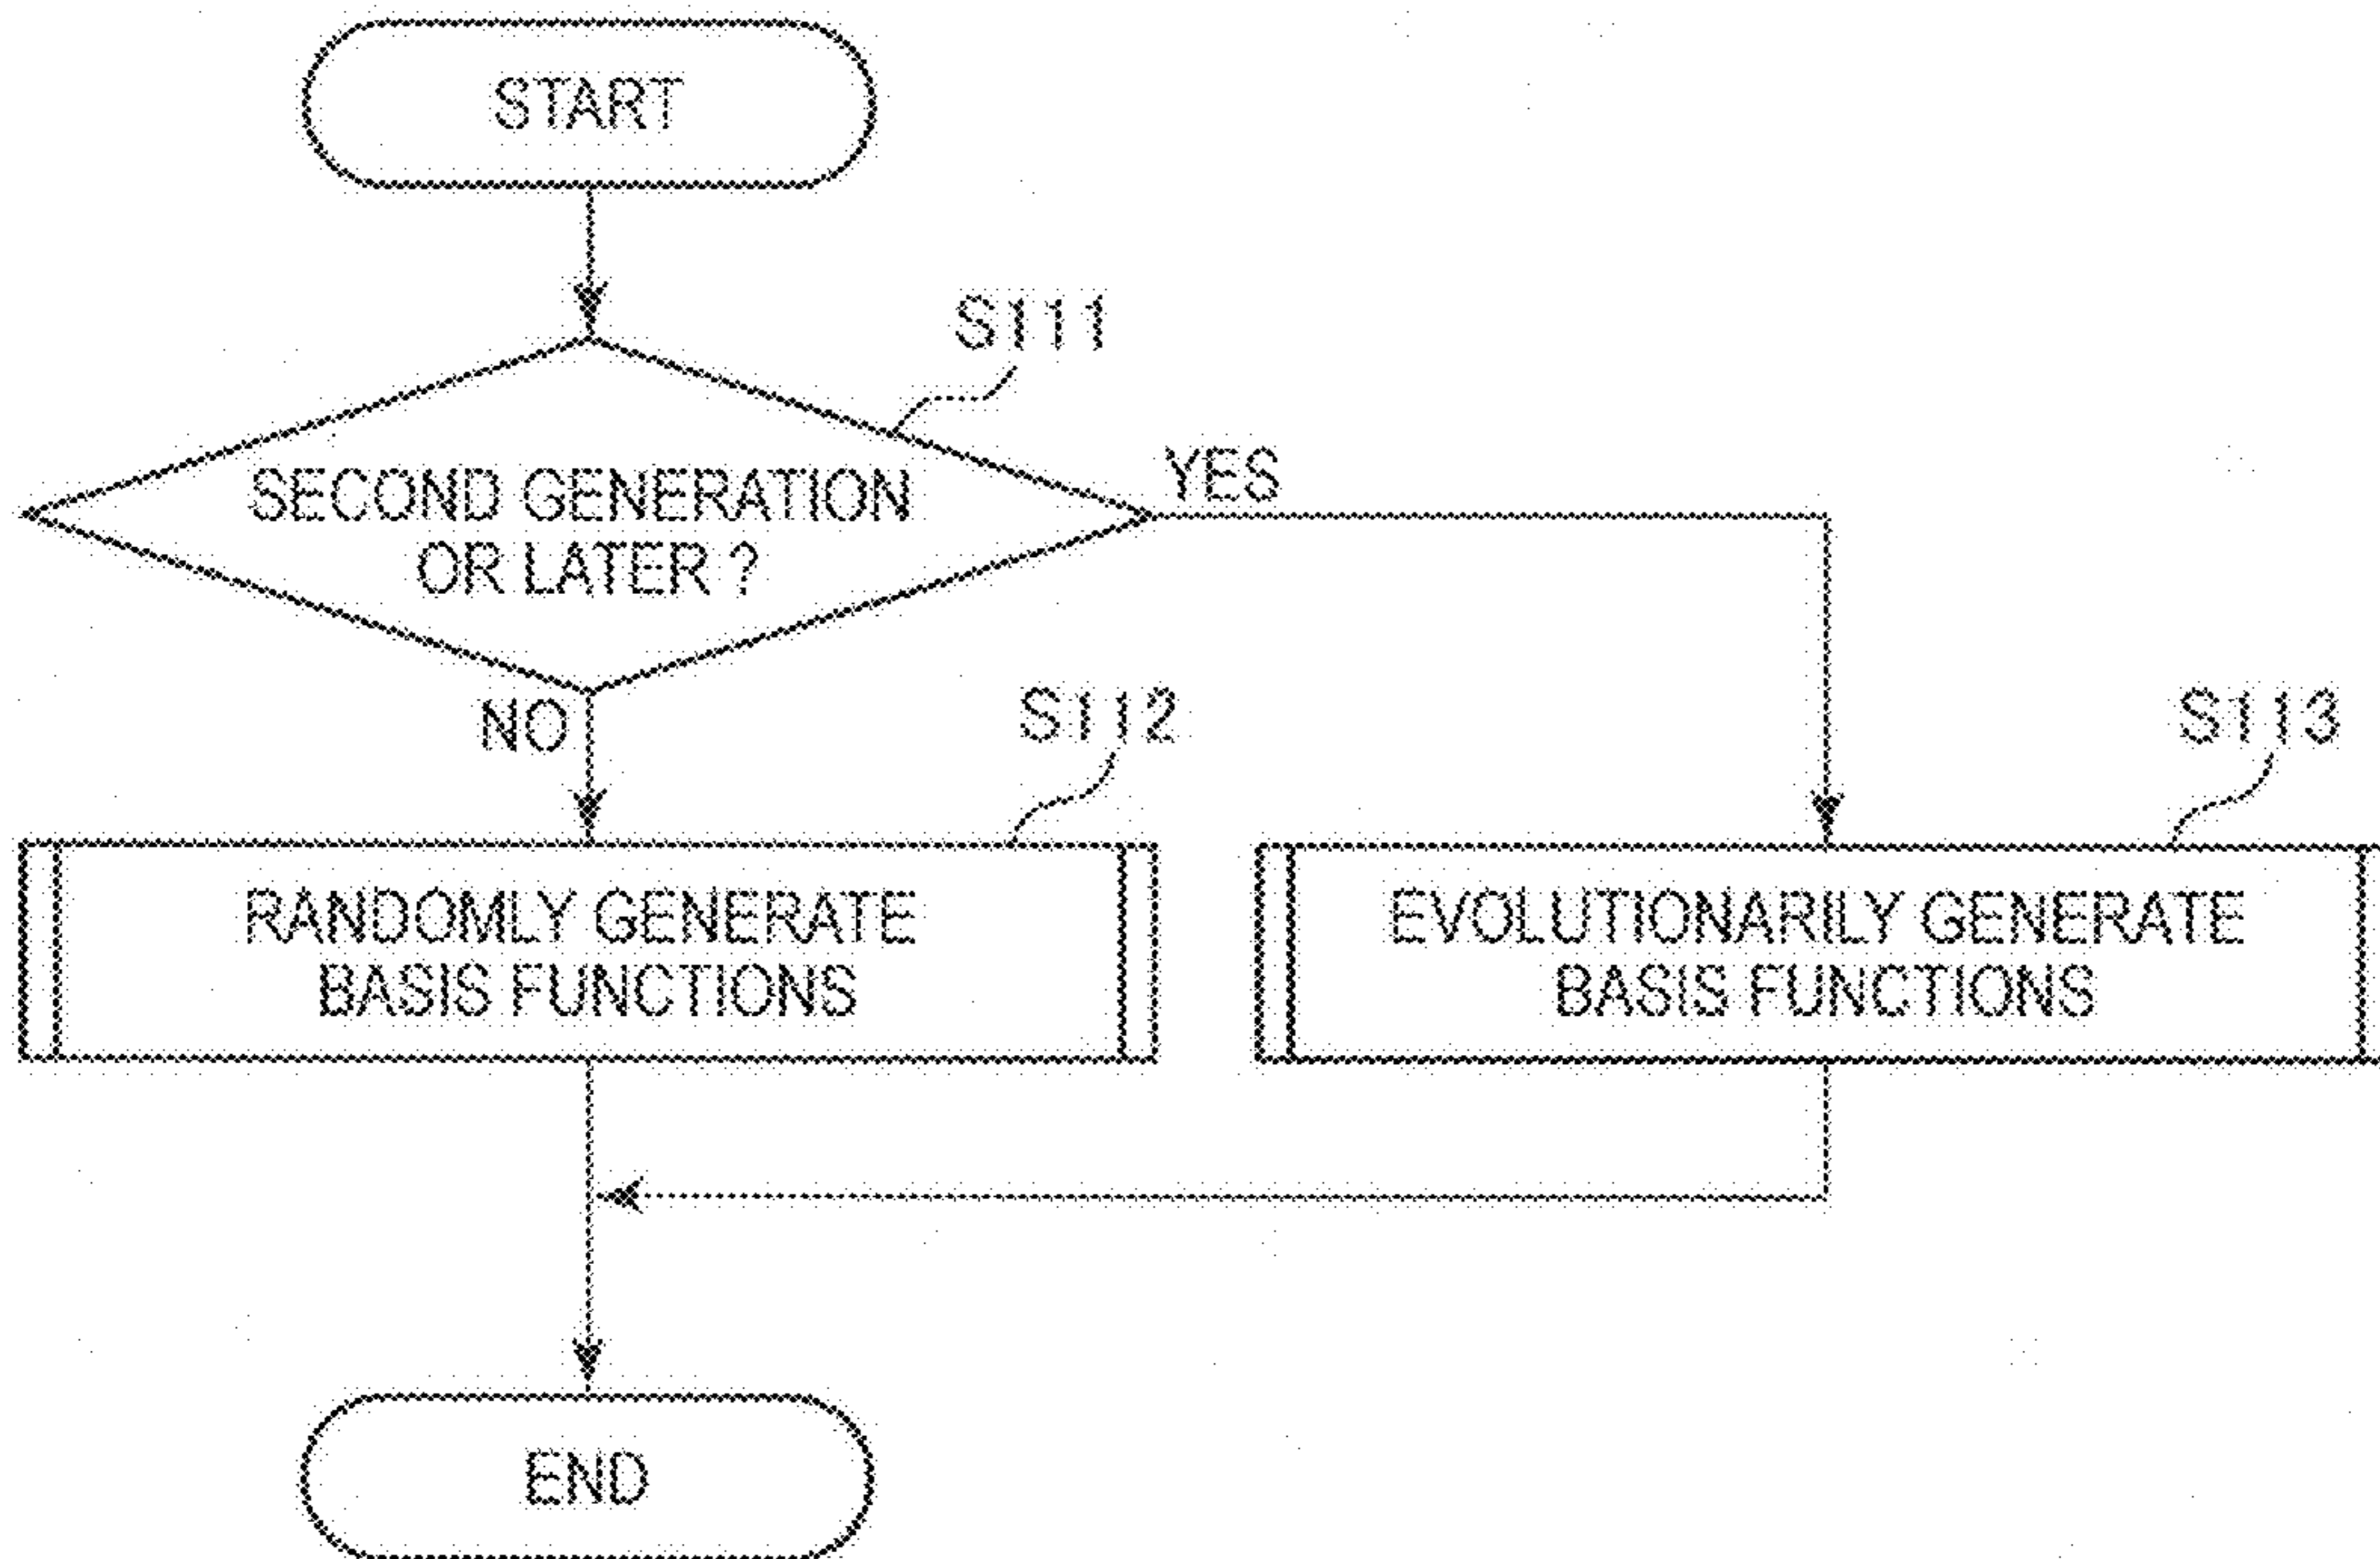 START
S111
SECOND GENERATION
OR LATER ?
YES
NO
S112
S113
RANDOMLY GENERATE
BASIS FUNCTIONS
EVOLUTIONARILY GENERATE
BASIS FUNCTIONS
END